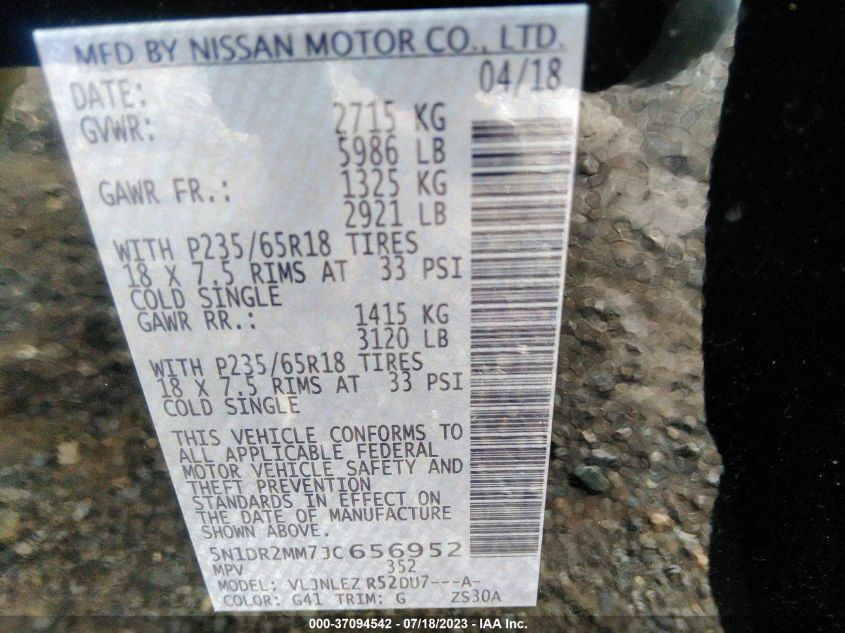 MFD BY NISSAN MOTOR CO., LTD.
DATE: 04/18
GVWR: 2715 KG
5986 LB
GAWR FR.: 1325 KG
2921 LB
WITH P235/65R18 TIRES
18 X 7.5 RIMS AT 33 PSI
COLD SINGLE
GAWR RR.: 1415 KG
3120 LB
WITH P235/65R18 TIRES
18 X 7.5 RIMS AT 33 PSI
COLD SINGLE
THIS VEHICLE CONFORMS TO
ALL APPLICABLE FEDERAL
MOTOR VEHICLE SAFETY AND
THEFT PREVENTION
STANDARDS IN EFFECT ON
THE DATE OF MANUFACTURE
SHOWN ABOVE.
5N1DR2MM7JC656952
MPV 352
MODEL: VLJNLEZ R52DU7---A-
COLOR: G41 TRIM: G ZS30A
000-37094542 - 07/18/2023 - IAA Inc.